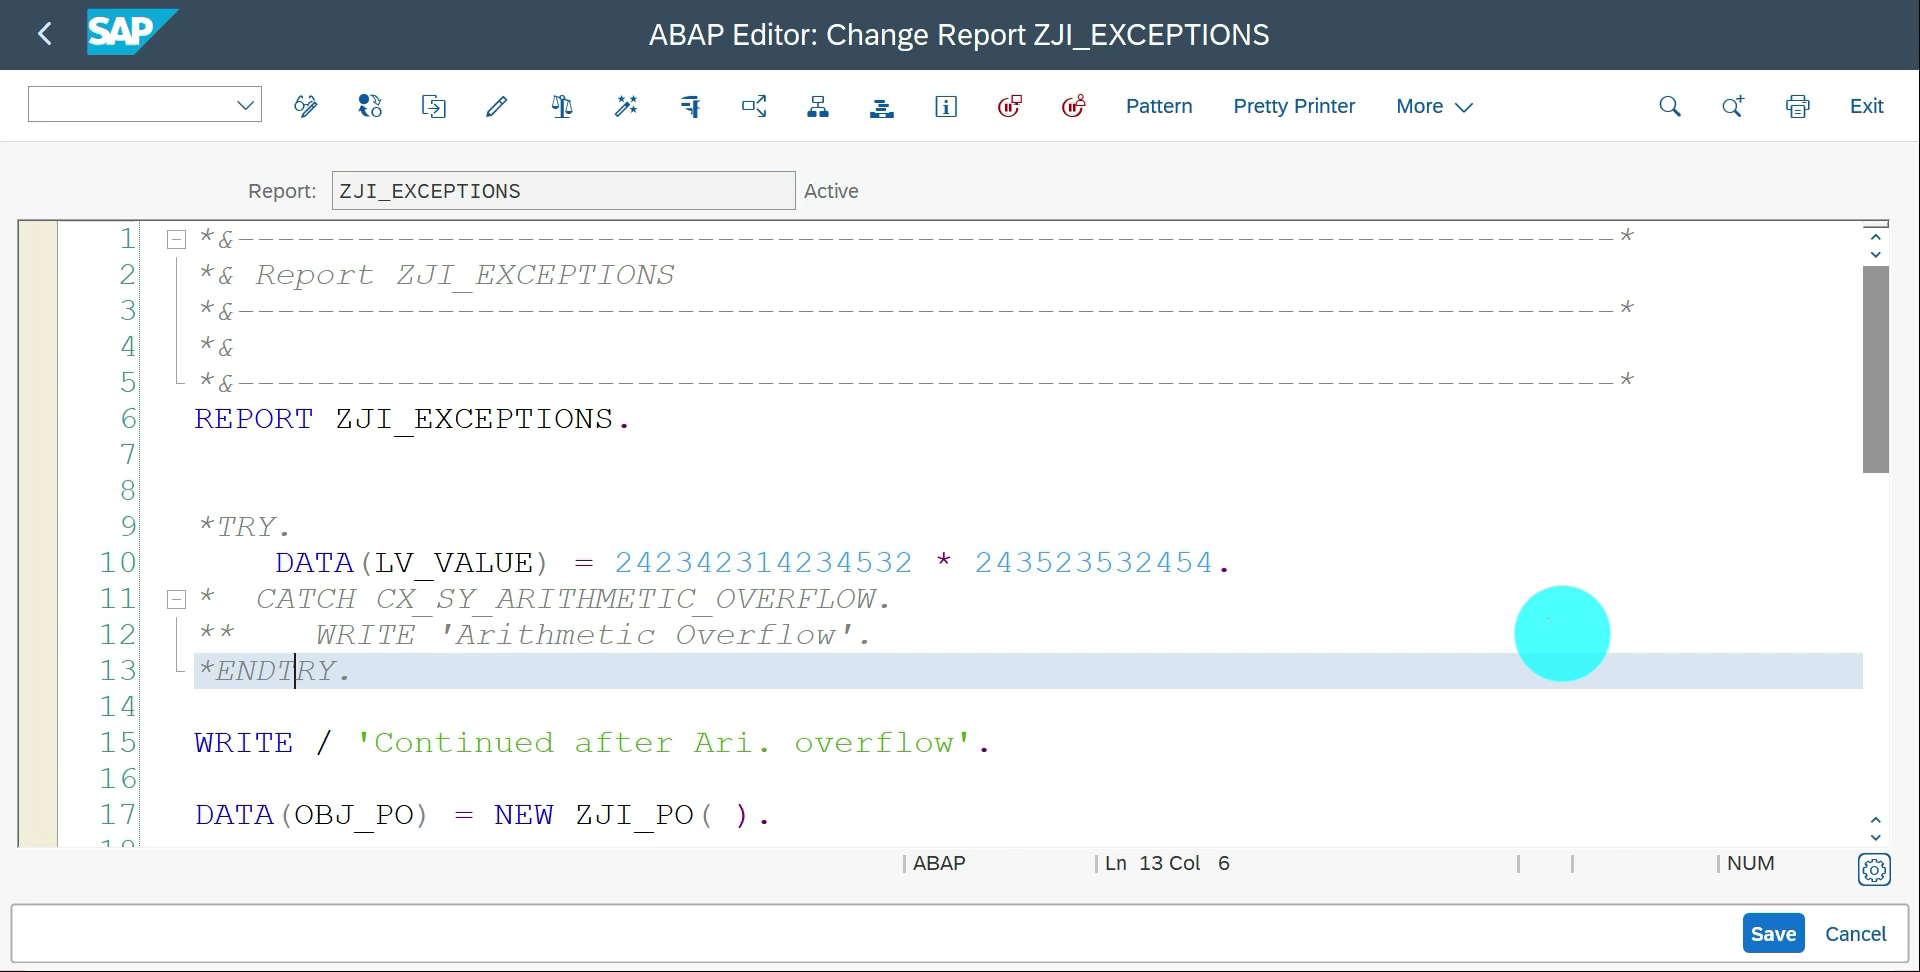 SAP
ABAP Editor: Change Report ZJI_EXCEPTIONS
Pattern Pretty Printer More Exit
Report: ZJI_EXCEPTIONS Active
1 *&---------------------------------------------------------------------*
2 *& Report ZJI_EXCEPTIONS
3 *&---------------------------------------------------------------------*
4 *&
5 *&---------------------------------------------------------------------*
6 REPORT ZJI_EXCEPTIONS.
7
8
9 *TRY.
10 DATA(LV_VALUE) = 242342314234532 * 243523532454.
11 * CATCH CX_SY_ARITHMETIC_OVERFLOW.
12 ** WRITE 'Arithmetic Overflow'.
13 *ENDTRY.
14
15 WRITE / 'Continued after Ari. overflow'.
16
17 DATA(OBJ_PO) = NEW ZJI_PO( ).
ABAP Ln 13 Col 6 NUM
Save Cancel